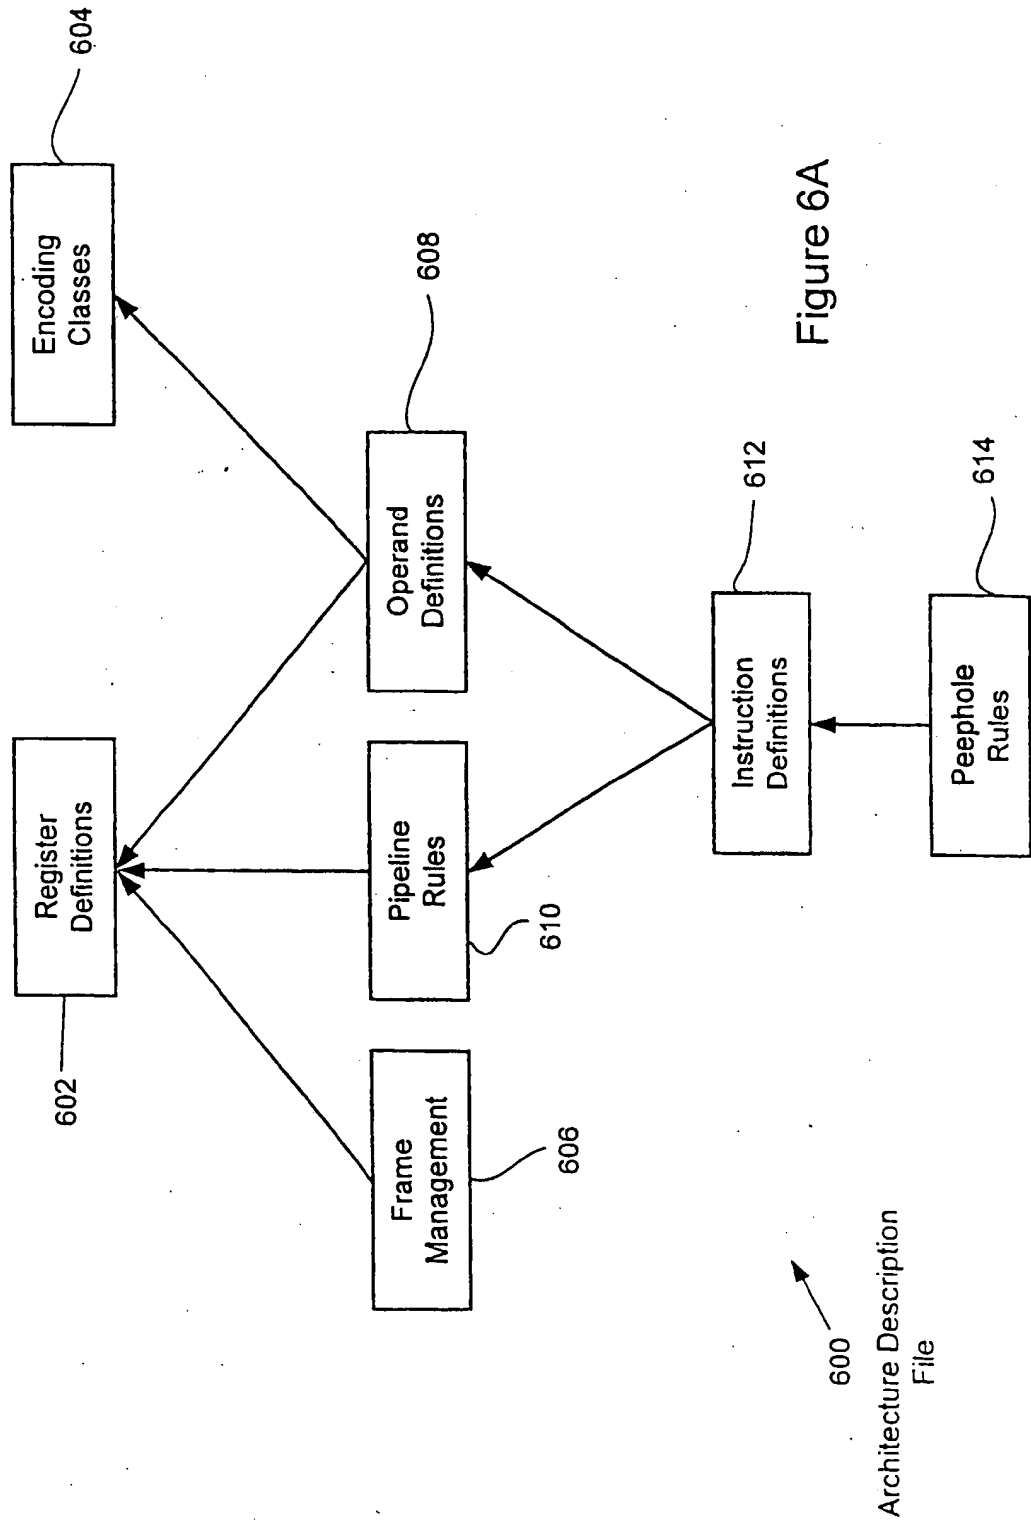 Register
Definitions
602
Encoding
Classes
604
Frame
Management
606
Pipeline
Rules
610
Operand
Definitions
608
Instruction
Definitions
612
Peephole
Rules
614
600
Architecture Description
File
Figure 6A